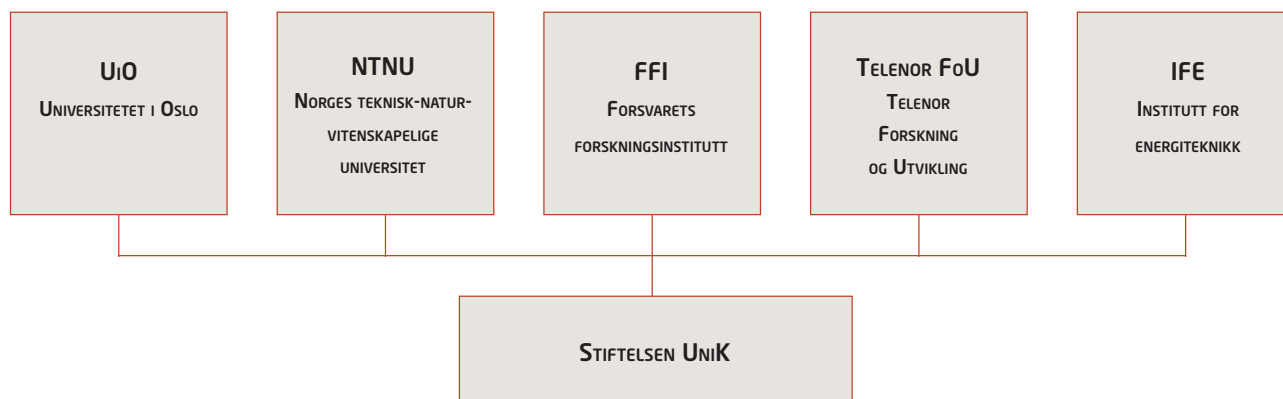 UiO
Universitetet i Oslo
NTNU
Norges teknisk-natur-
vitenskapelige
universitet
FFI
Forsvarets
forskningsinstitutt
Telenor FoU
Telenor
Forskning
og Utvikling
IFE
Institutt for
energiteknikk
Stiftelsen UniK